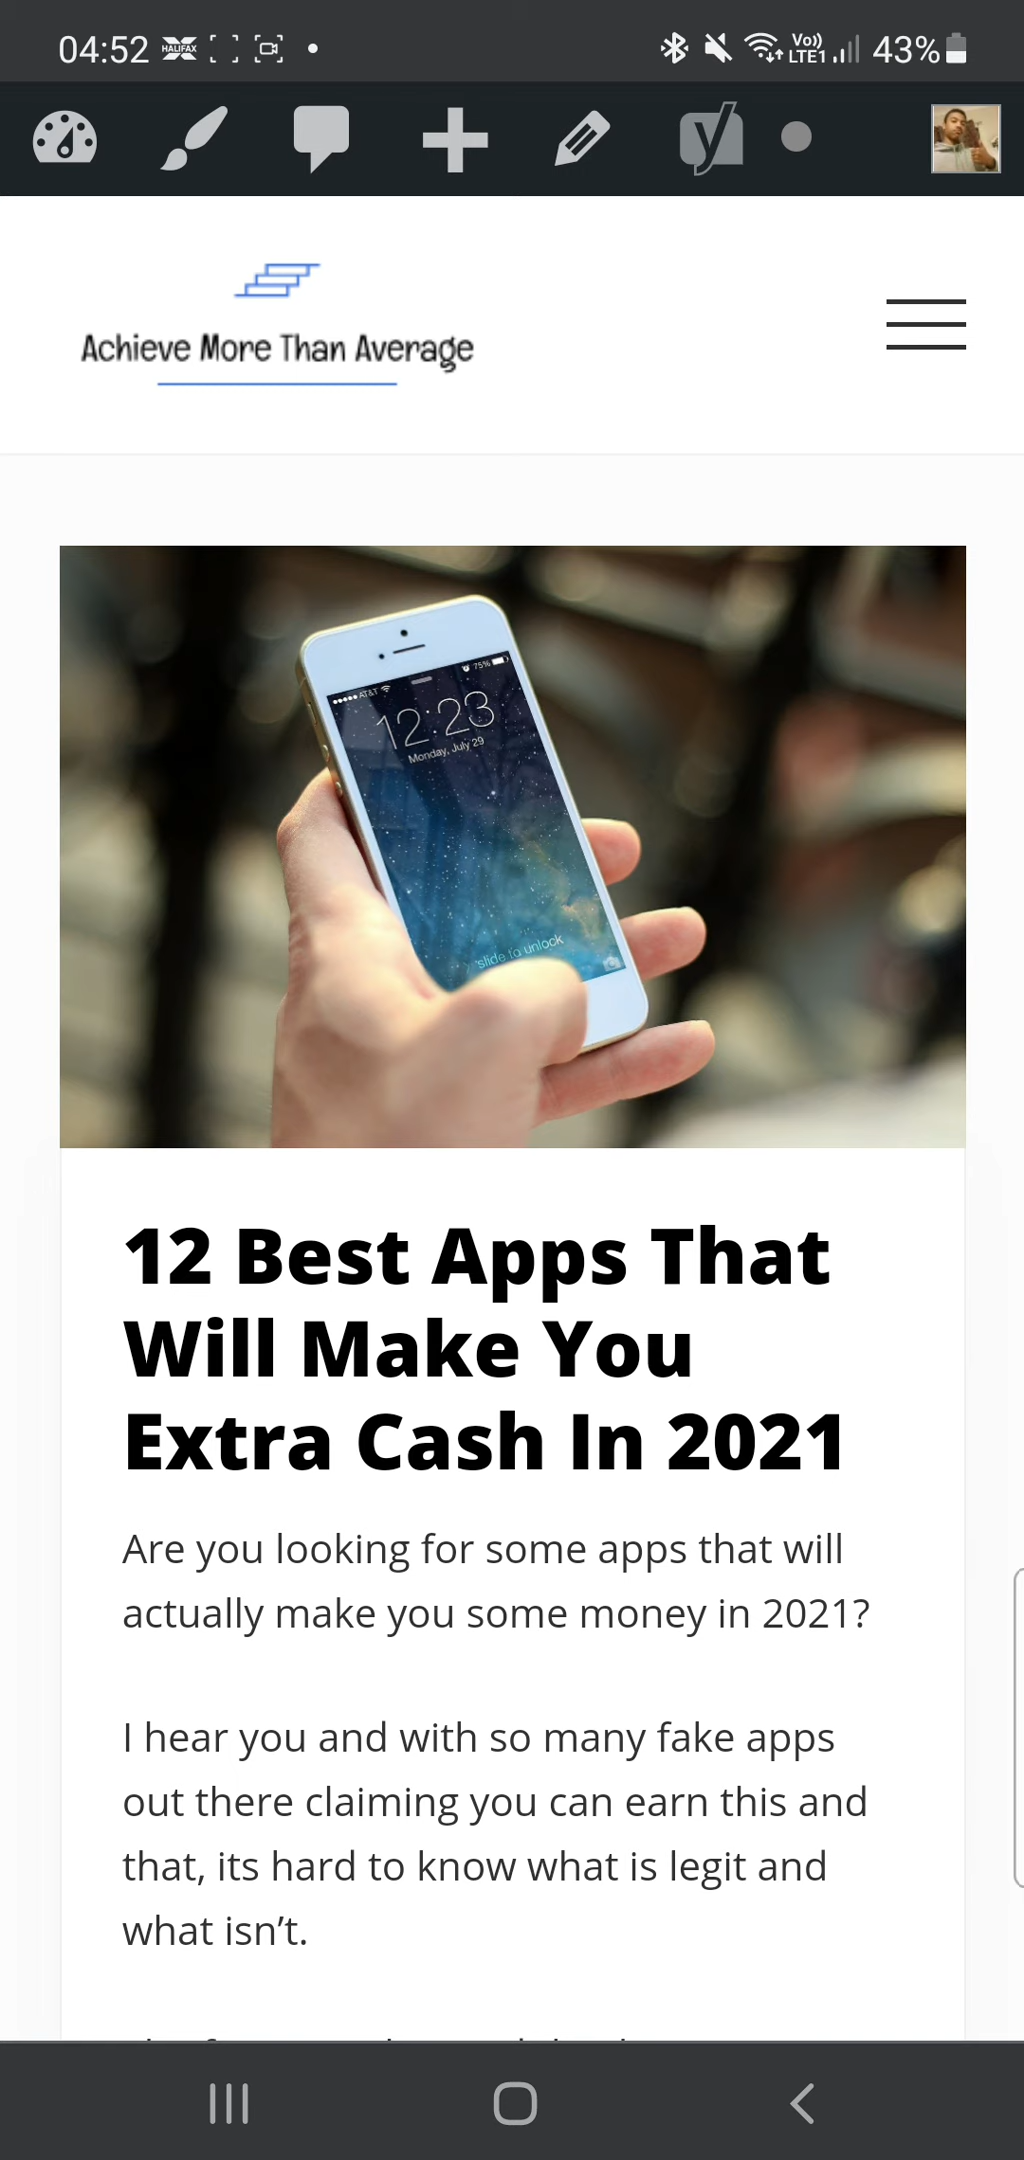 04:52 HALIFAX Vo)) LTE1 43%
Achieve More Than Average
75%
AT&T
12:23
Monday, July 29
slide to unlock
12 Best Apps That
Will Make You
Extra Cash In 2021
Are you looking for some apps that will
actually make you some money in 2021?
I hear you and with so many fake apps
out there claiming you can earn this and
that, its hard to know what is legit and
what isn’t.